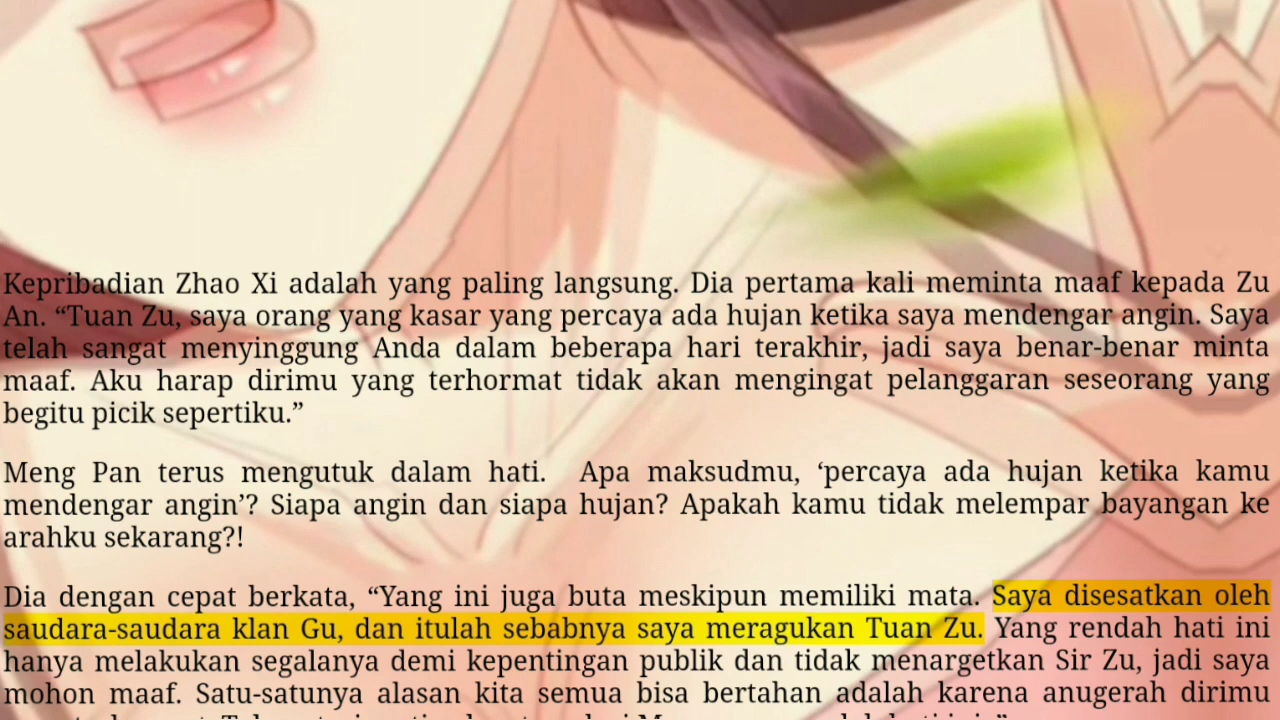 Kepribadian Zhao Xi adalah yang paling langsung. Dia pertama kali meminta maaf kepada Zu
An. “Tuan Zu, saya orang yang kasar yang percaya ada hujan ketika saya mendengar angin. Saya
telah sangat menyinggung Anda dalam beberapa hari terakhir, jadi saya benar-benar minta
maaf. Aku harap dirimu yang terhormat tidak akan mengingat pelanggaran seseorang yang
begitu picik sepertiku.”
Meng Pan terus mengutuk dalam hati. Apa maksudmu, ‘percaya ada hujan ketika kamu
mendengar angin’? Siapa angin dan siapa hujan? Apakah kamu tidak melempar bayangan ke
arahku sekarang?!
Dia dengan cepat berkata, “Yang ini juga buta meskipun memiliki mata. Saya disesatkan oleh
saudara-saudara klan Gu, dan itulah sebabnya saya meragukan Tuan Zu. Yang rendah hati ini
hanya melakukan segalanya demi kepentingan publik dan tidak menargetkan Sir Zu, jadi saya
mohon maaf. Satu-satunya alasan kita semua bisa bertahan adalah karena anugerah dirimu